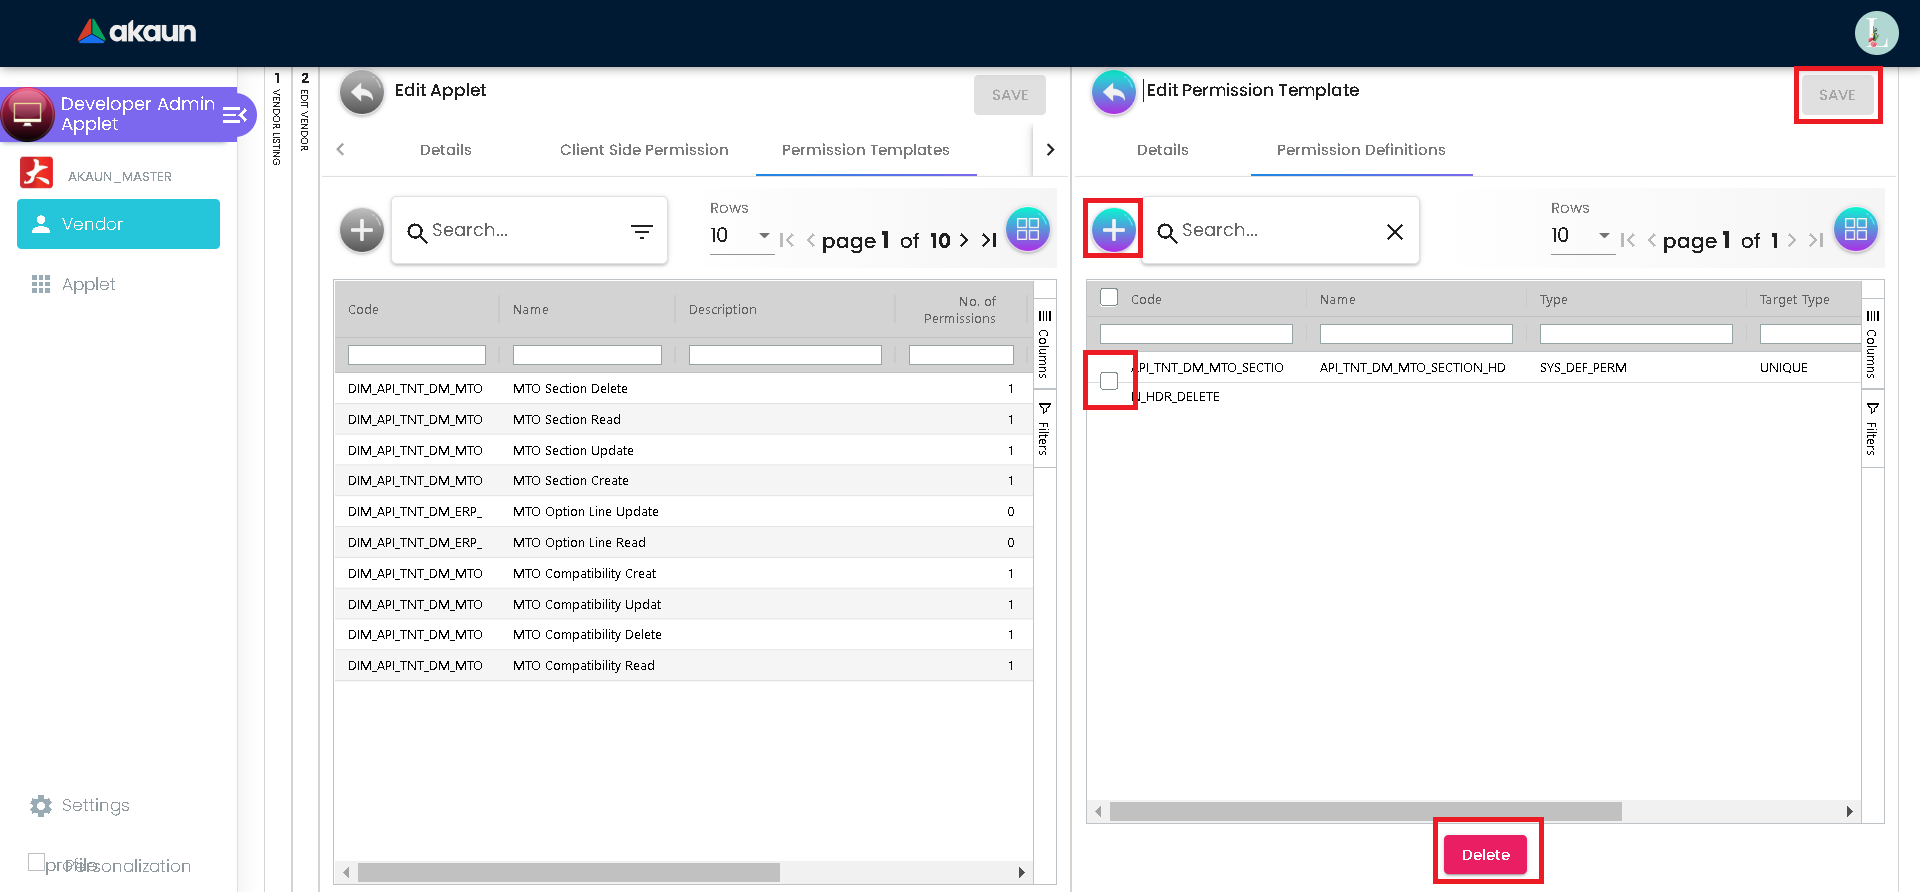 akaun
L
Developer Admin
Applet
AKAUN_MASTER
Vendor
Applet
Settings
profile
Personalization
1 VENDOR LISTING
2 EDIT VENDOR
Edit Applet
SAVE
Details
Client Side Permission
Permission Templates
Search...
Rows
10
page 1 of 10
Code
Name
Description
No. of
Permissions
DIM_API_TNT_DM_MTO MTO Section Delete 1
DIM_API_TNT_DM_MTO MTO Section Read 1
DIM_API_TNT_DM_MTO MTO Section Update 1
DIM_API_TNT_DM_MTO MTO Section Create 1
DIM_API_TNT_DM_ERP_ MTO Option Line Update 0
DIM_API_TNT_DM_ERP_ MTO Option Line Read 0
DIM_API_TNT_DM_MTO MTO Compatibility Creat 1
DIM_API_TNT_DM_MTO MTO Compatibility Updat 1
DIM_API_TNT_DM_MTO MTO Compatibility Delete 1
DIM_API_TNT_DM_MTO MTO Compatibility Read 1
Columns
Filters
Edit Permission Template
SAVE
Details
Permission Definitions
Search...
Rows
10
page 1 of 1
Code Name Type Target Type
API_TNT_DM_MTO_SECTIO API_TNT_DM_MTO_SECTION_HD SYS_DEF_PERM UNIQUE
N_HDR_DELETE
Columns
Filters
Delete